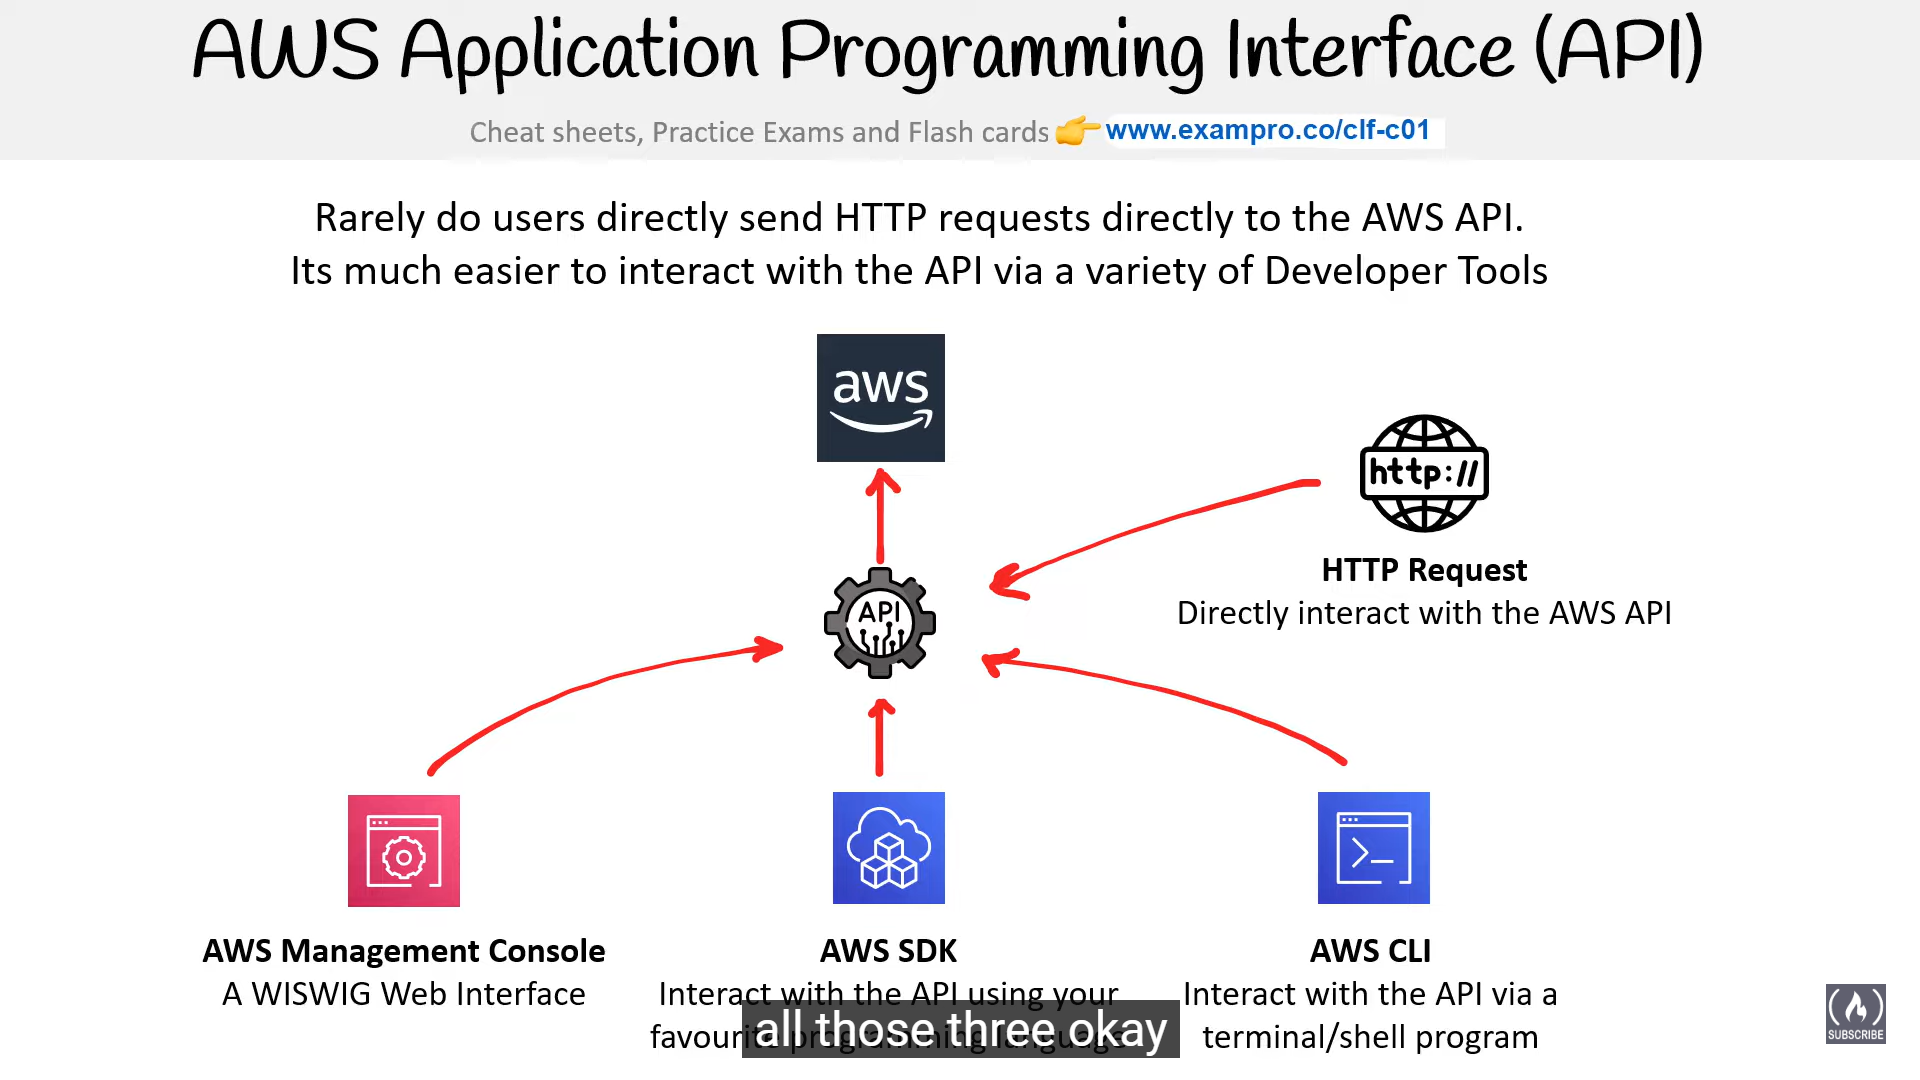 AWS Application Programming Interface (API)
Cheat sheets, Practice Exams and Flash cards 👉 www.exampro.co/clf-c01
Rarely do users directly send HTTP requests directly to the AWS API.
Its much easier to interact with the API via a variety of Developer Tools
aws
http://
HTTP Request
Directly interact with the AWS API
API
AWS Management Console
A WISWIG Web Interface
AWS SDK
Interact with the API using your
favourite programming language
AWS CLI
Interact with the API via a
terminal/shell program
all those three okay
SUBSCRIBE